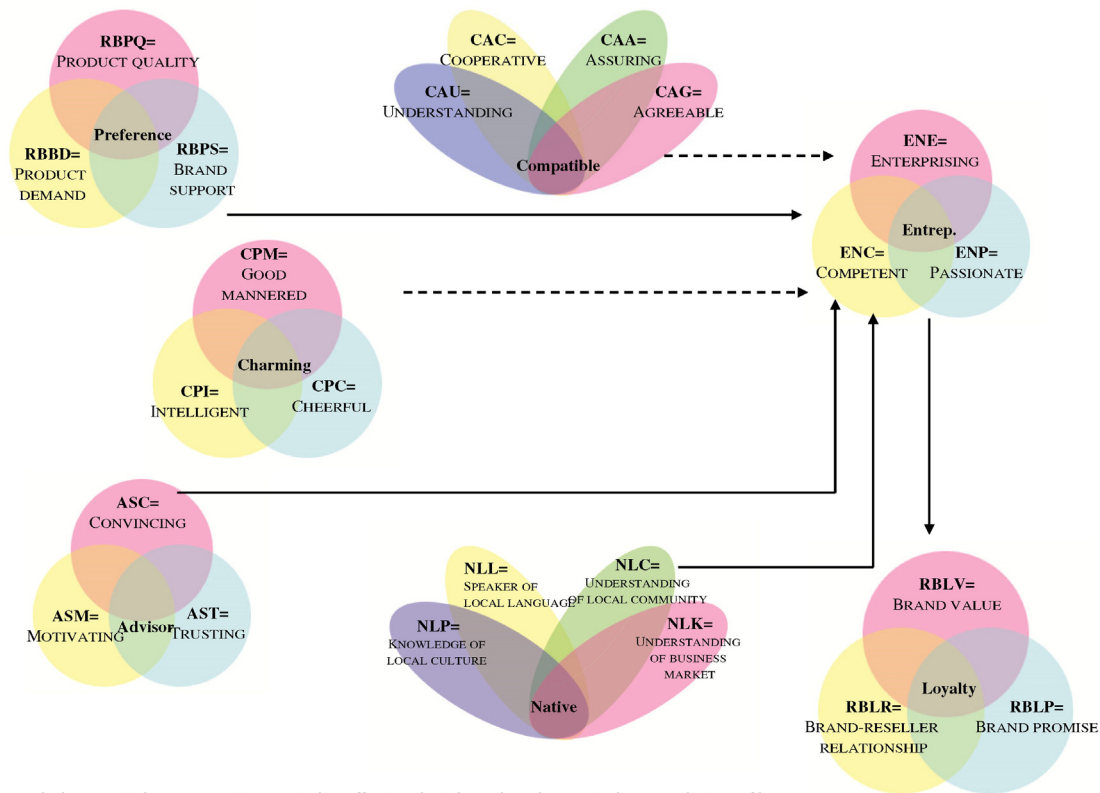 RBPQ=
PRODUCT QUALITY
Preference
RBBD=
PRODUCT
DEMAND
RBPS=
BRAND
SUPPORT
CAC=
COOPERATIVE
CAA=
ASSURING
CAU=
UNDERSTANDING
CAG=
AGREEABLE
Compatible
ENE=
ENTERPRISING
Entrep.
ENC=
COMPETENT
ENP=
PASSIONATE
CPM=
GOOD
MANNERED
Charming
CPI=
INTELLIGENT
CPC=
CHEERFUL
ASC=
CONVINCING
ASM=
MOTIVATING
Advisor
AST=
TRUSTING
NLL=
SPEAKER OF
LOCAL LANGUAGE
NLC=
UNDERSTANDING
OF LOCAL COMMUNITY
NLP=
KNOWLEDGE OF
LOCAL CULTURE
NLK=
UNDERSTANDING
OF BUSINESS
MARKET
Native
RBLV=
BRAND VALUE
Loyalty
RBLR=
BRAND-RESELLER
RELATIONSHIP
RBLP=
BRAND PROMISE